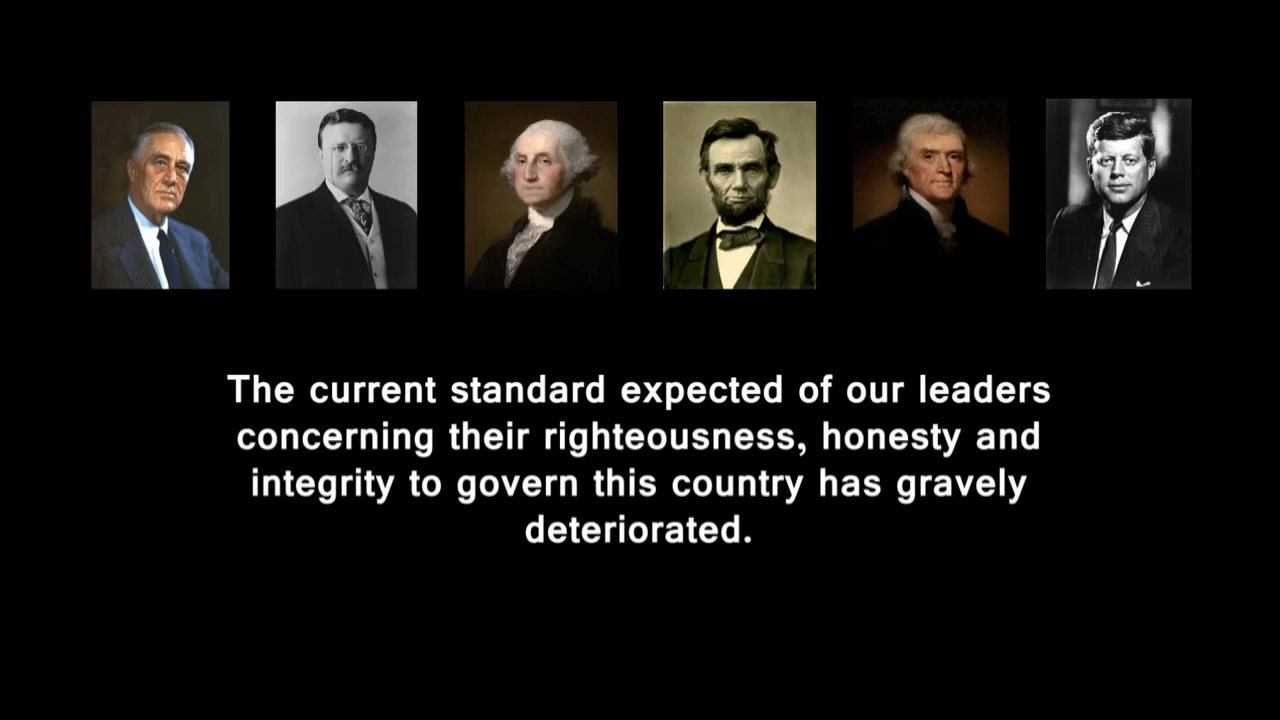 The current standard expected of our leaders
concerning their righteousness, honesty and
integrity to govern this country has gravely
deteriorated.